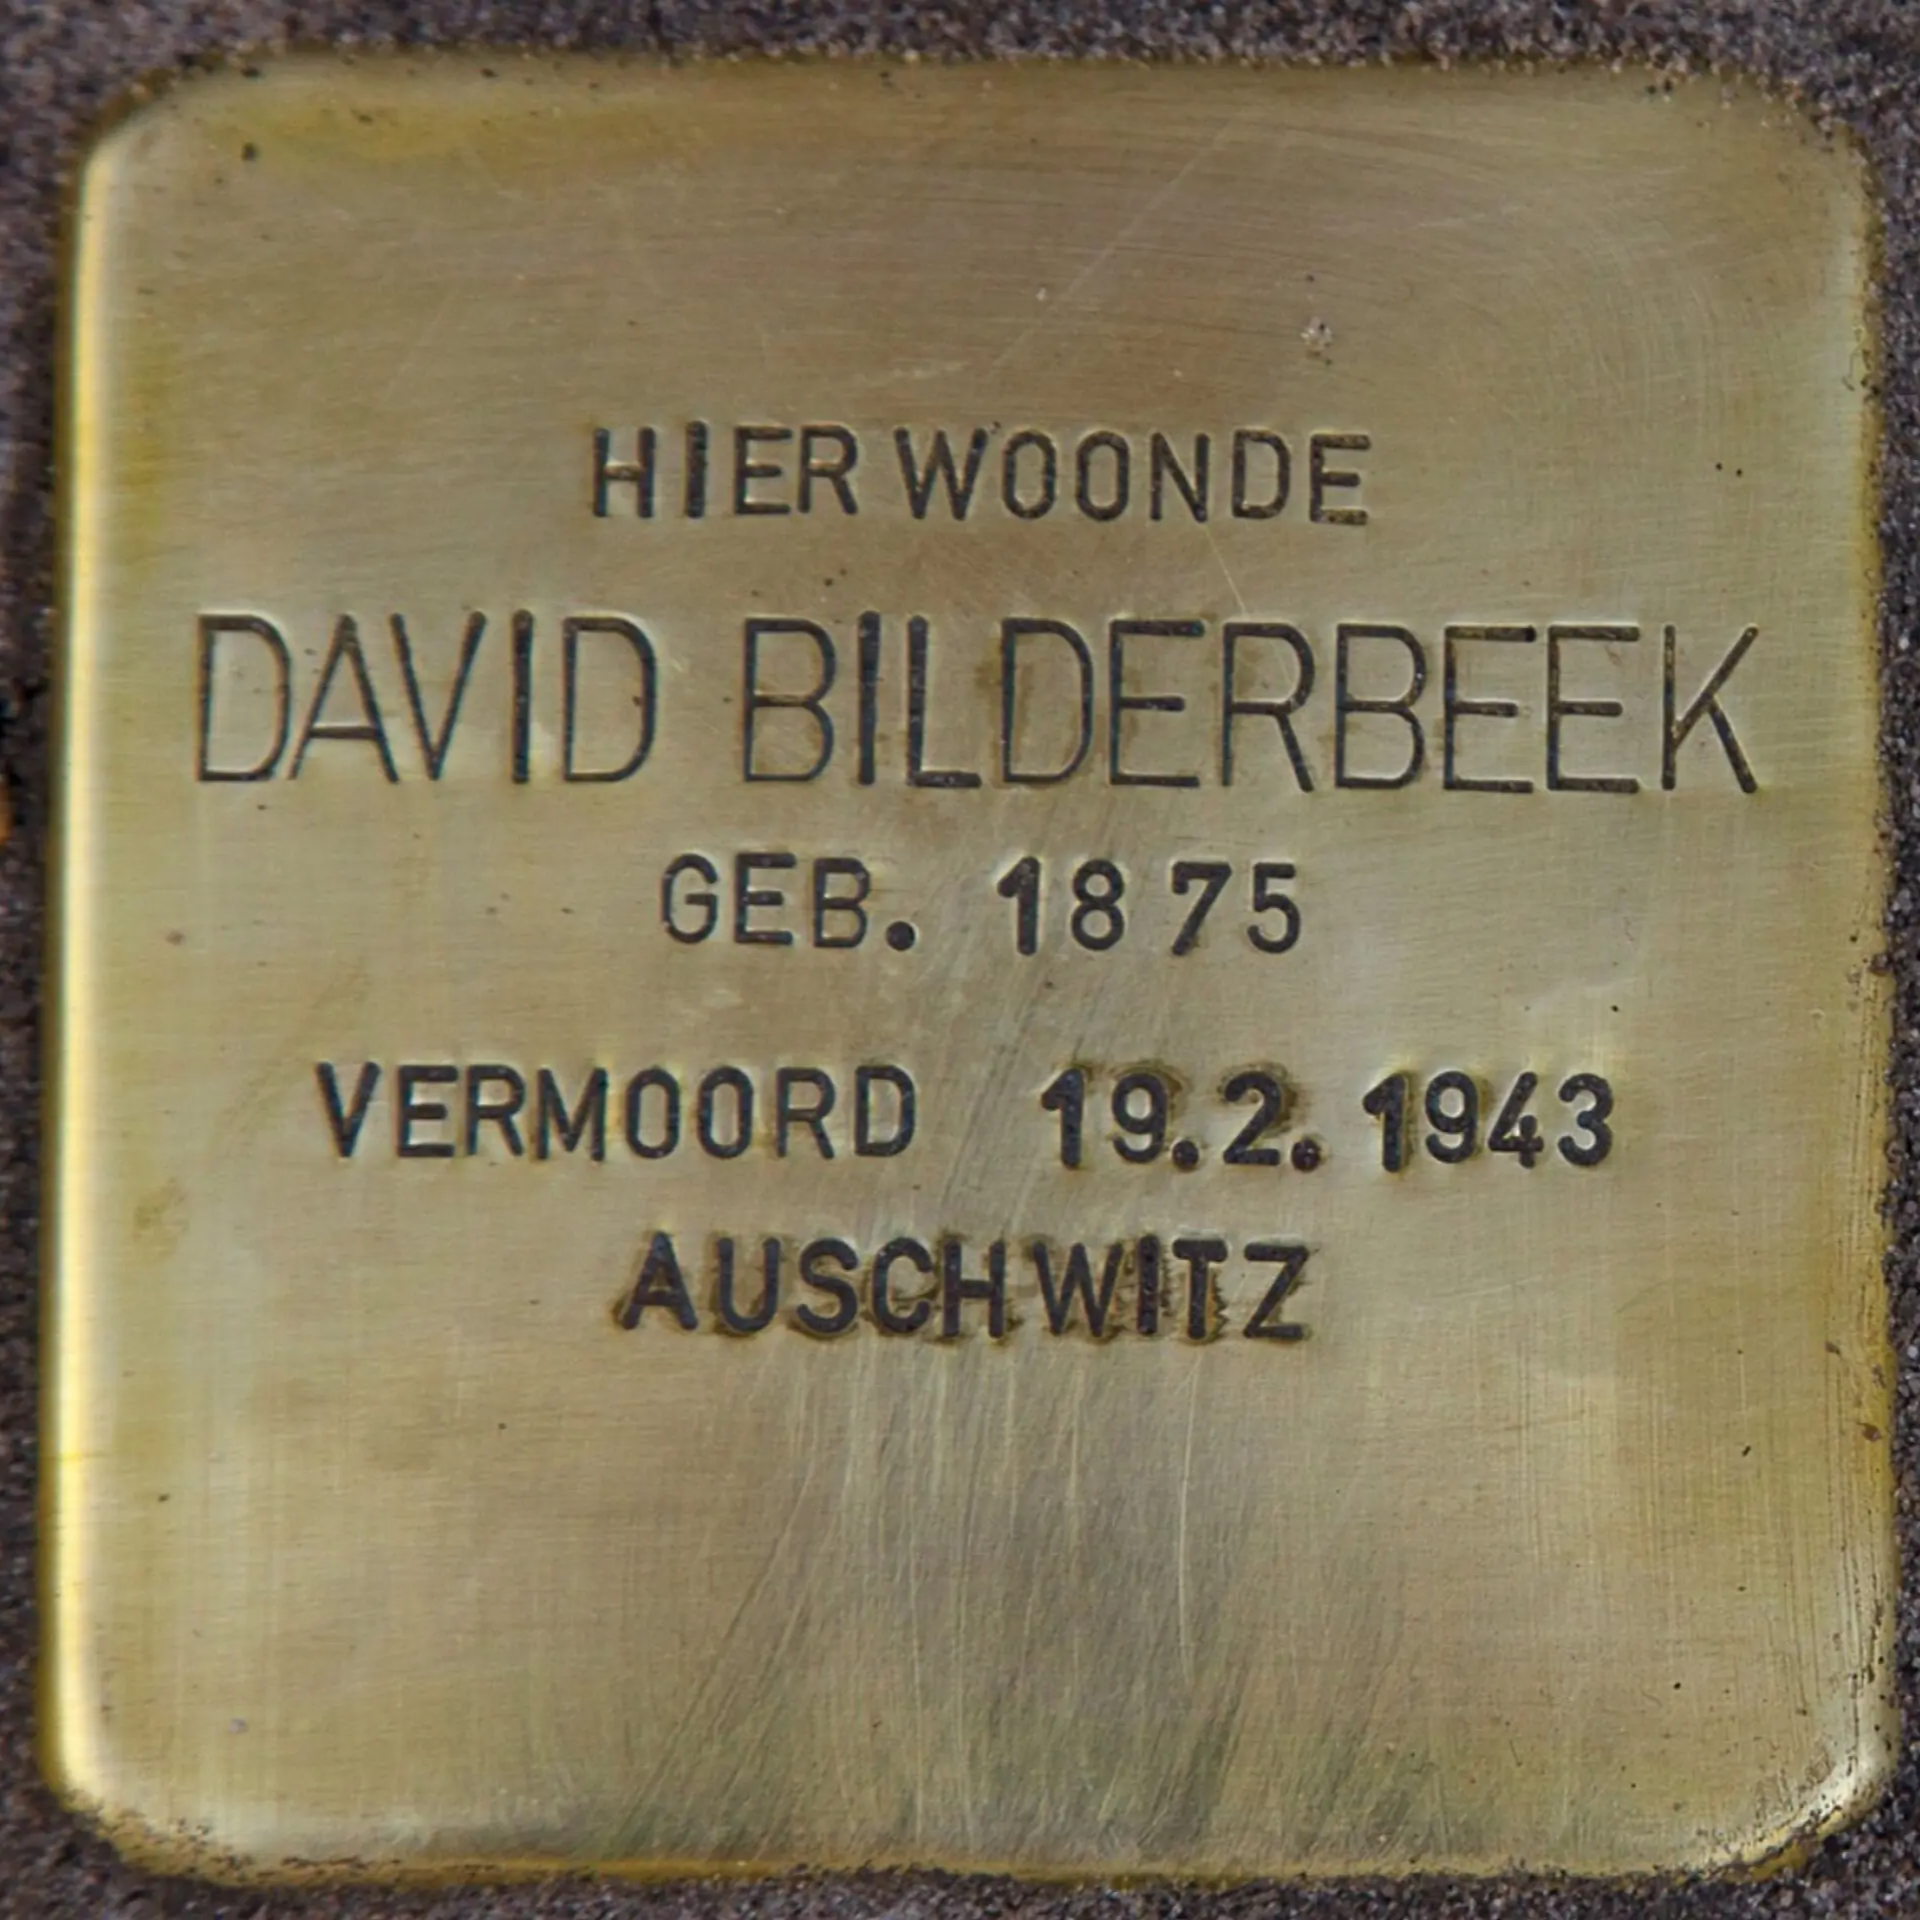 HIER WOONDE
DAVID BILDERBEEK
GEB. 1875
VERMOORD 19.2.1943
AUSCHWITZ